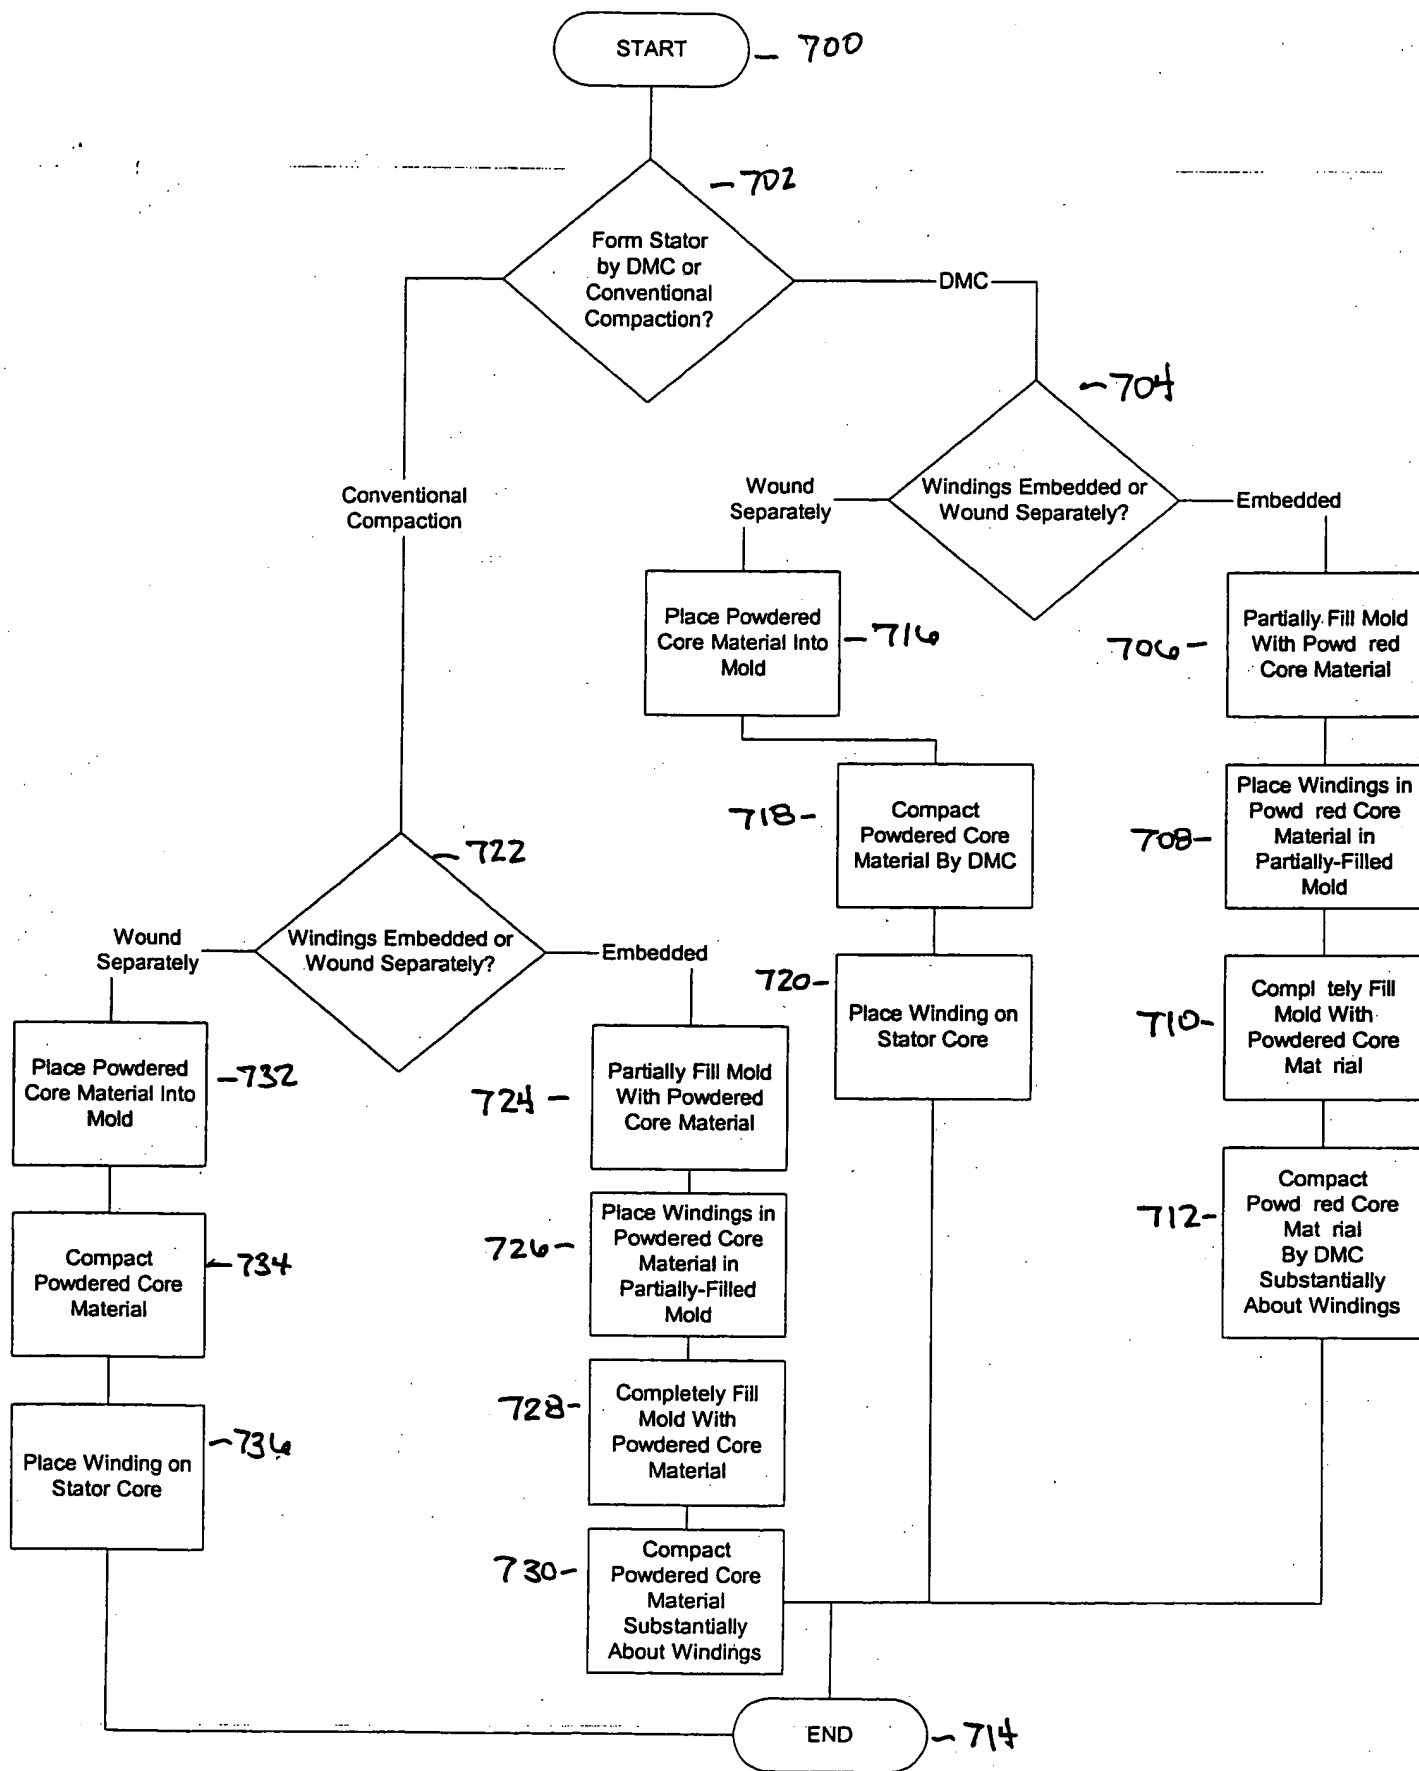 START
700
702
Form Stator
by DMC or
Conventional
Compaction?
DMC
704
Conventional
Compaction
Wound
Separately
Windings Embedded or
Wound Separately?
Embedded
Place Powdered
Core Material Into
Mold
716
706
Partially Fill Mold
With Powd red
Core Material
718
Compact
Powdered Core
Material By DMC
708
Place Windings in
Powd red Core
Material in
Partially-Filled
Mold
722
Wound
Separately
Windings Embedded or
Wound Separately?
Embedded
720
Place Winding on
Stator Core
710
Compl tely Fill
Mold With
Powdered Core
Mat rial
Place Powdered
Core Material Into
Mold
732
724
Partially Fill Mold
With Powdered
Core Material
712
Compact
Powd red Core
Mat rial
By DMC
Substantially
About Windings
Compact
Powdered Core
Material
734
726
Place Windings in
Powdered Core
Material in
Partially-Filled
Mold
Place Winding on
Stator Core
736
728
Completely Fill
Mold With
Powdered Core
Material
730
Compact
Powdered Core
Material
Substantially
About Windings
END
714